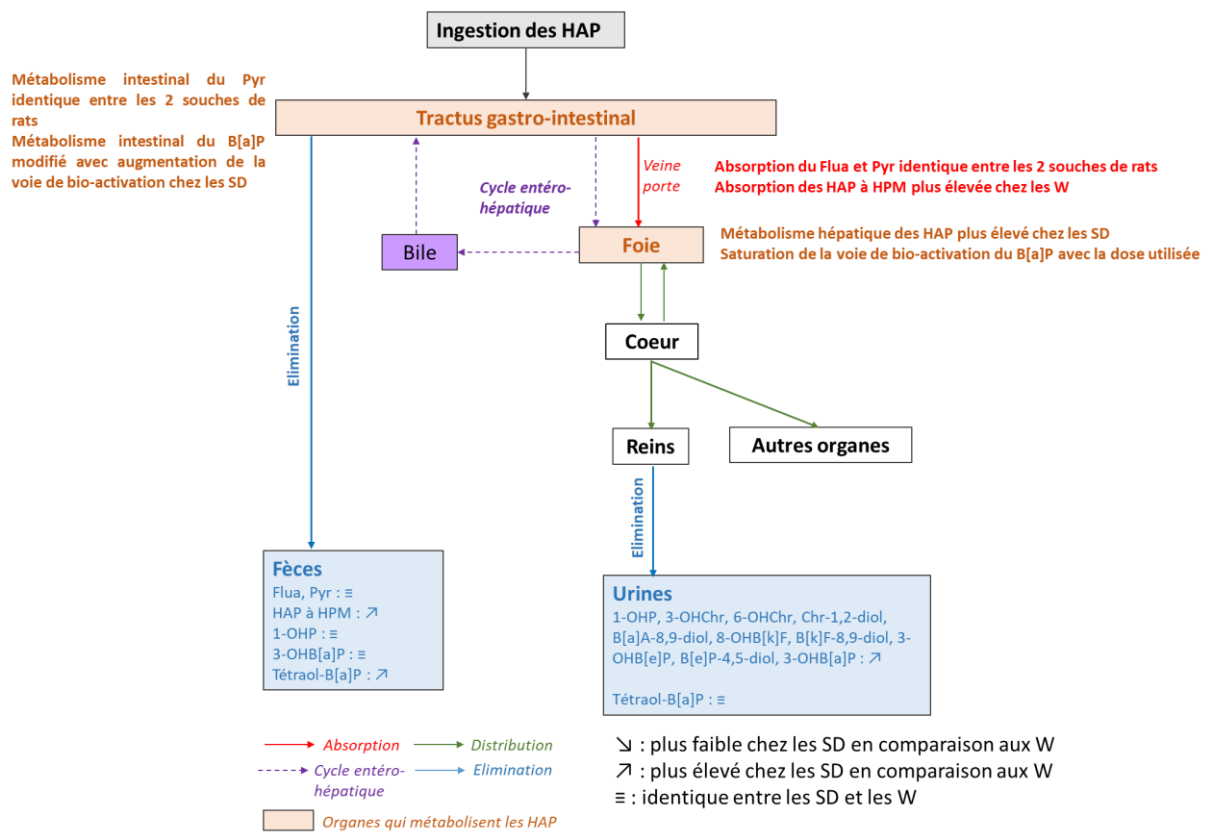 Ingestion des HAP
Métabolisme intestinal du Pyr
identique entre les 2 souches de
rats
Métabolisme intestinal du B[a]P
modifié avec augmentation de la
voie de bio-activation chez les SD
Tractus gastro-intestinal
Veine
porte
Absorption du Flua et Pyr identique entre les 2 souches de rats
Absorption des HAP à HPM plus élevée chez les W
Cycle entéro-
hépatique
Bile
Foie
Métabolisme hépatique des HAP plus élevé chez les SD
Saturation de la voie de bio-activation du B[a]P avec la dose utilisée
Elimination
Coeur
Reins
Autres organes
Elimination
Fèces
Flua, Pyr : ≡
HAP à HPM : ↗
1-OHP : ≡
3-OHB[a]P : ≡
Tétraol-B[a]P : ↗
Urines
1-OHP, 3-OHChr, 6-OHChr, Chr-1,2-diol,
B[a]A-8,9-diol, 8-OHB[k]F, B[k]F-8,9-diol, 3-
OHB[e]P, B[e]P-4,5-diol, 3-OHB[a]P : ↗
Tétraol-B[a]P : ≡
Absorption
Distribution
Cycle entéro-
hépatique
Elimination
Organes qui métabolisent les HAP
↘ : plus faible chez les SD en comparaison aux W
↗ : plus élevé chez les SD en comparaison aux W
≡ : identique entre les SD et les W